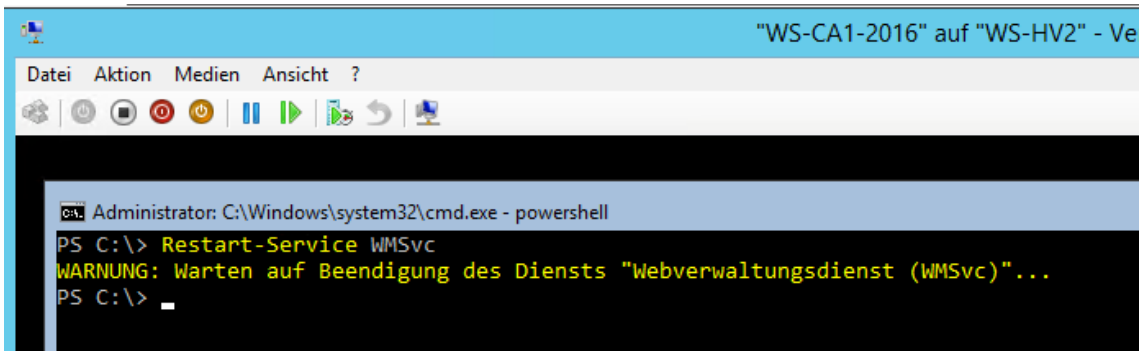 "WS-CA1-2016" auf "WS-HV2" - Ve
Datei Aktion Medien Ansicht ?
Administrator: C:\Windows\system32\cmd.exe - powershell
PS C:\> Restart-Service WMSvc
WARNUNG: Warten auf Beendigung des Diensts "Webverwaltungsdienst (WMSvc)"...
PS C:\>